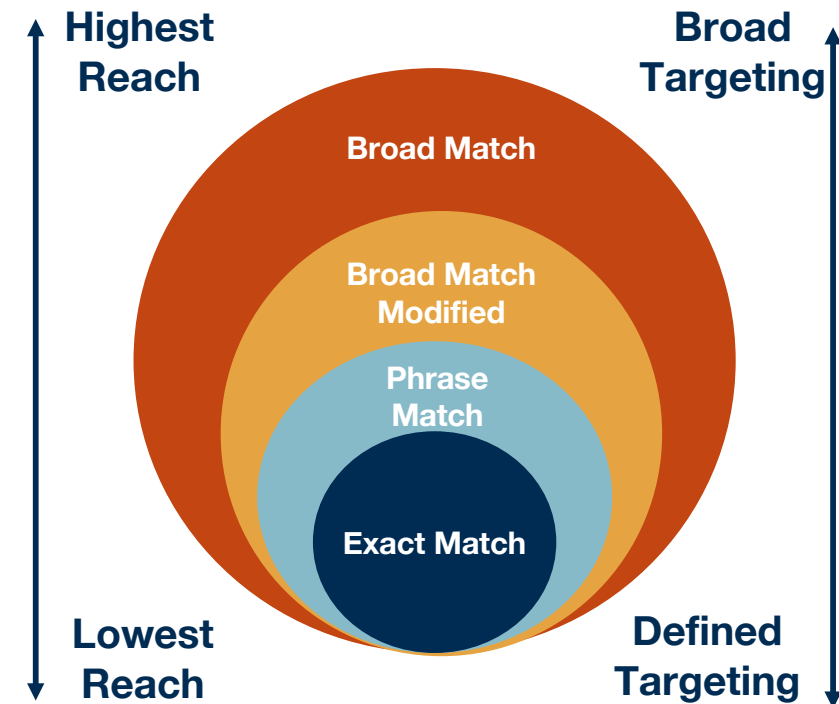 Highest
Reach
Broad
Targeting
Broad Match
Broad Match
Modified
Phrase
Match
Exact Match
Lowest
Reach
Defined
Targeting